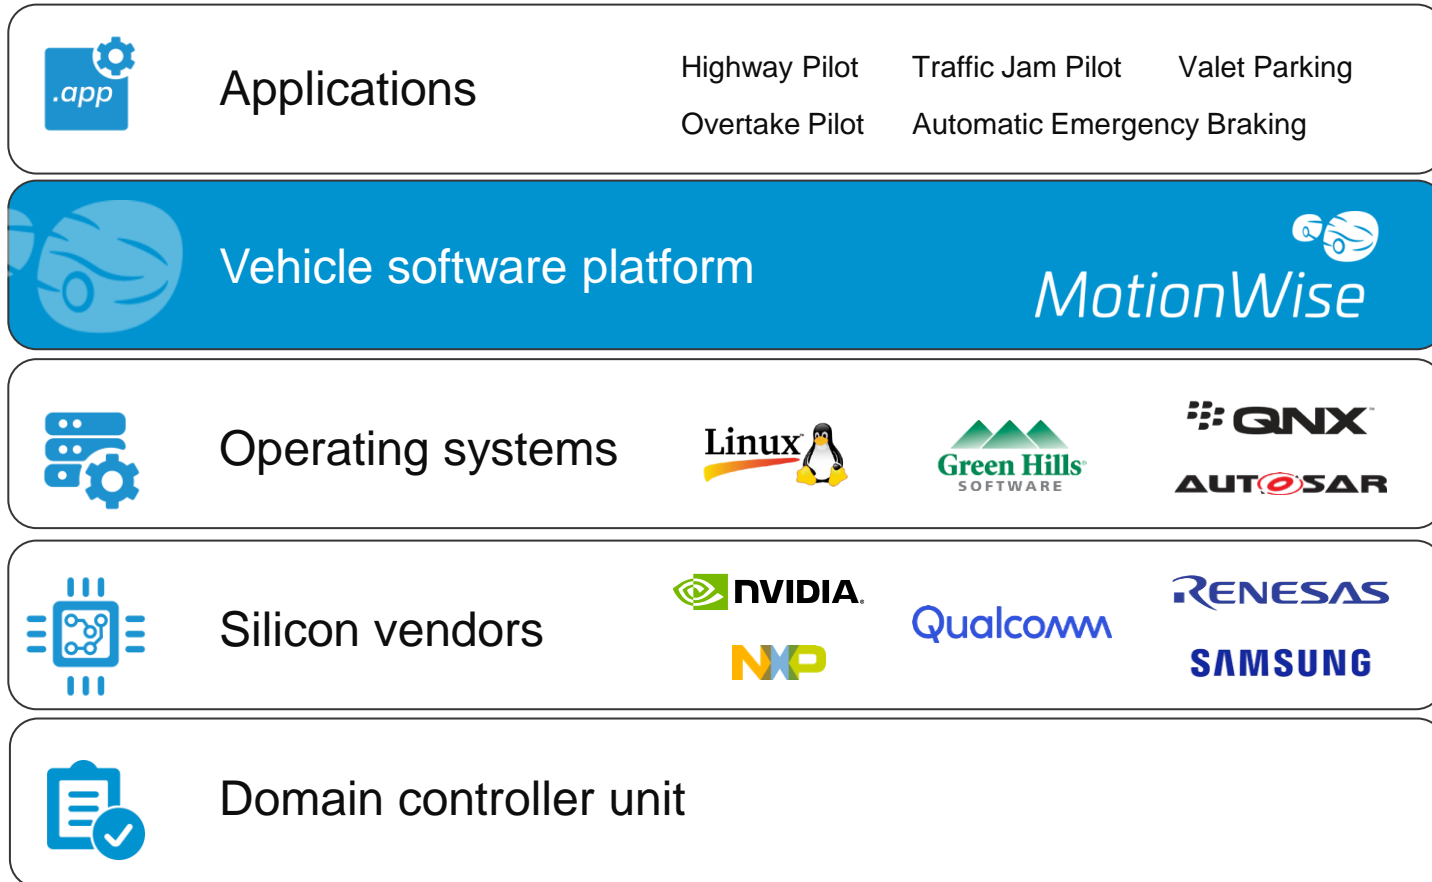 .app
Applications
Highway Pilot Traffic Jam Pilot Valet Parking
Overtake Pilot Automatic Emergency Braking
Vehicle software platform
MotionWise
Operating systems
Linux
Green Hills
SOFTWARE
QNX
AUTOSAR
Silicon vendors
NVIDIA.
NXP
Qualcomm
RENESAS
SAMSUNG
Domain controller unit